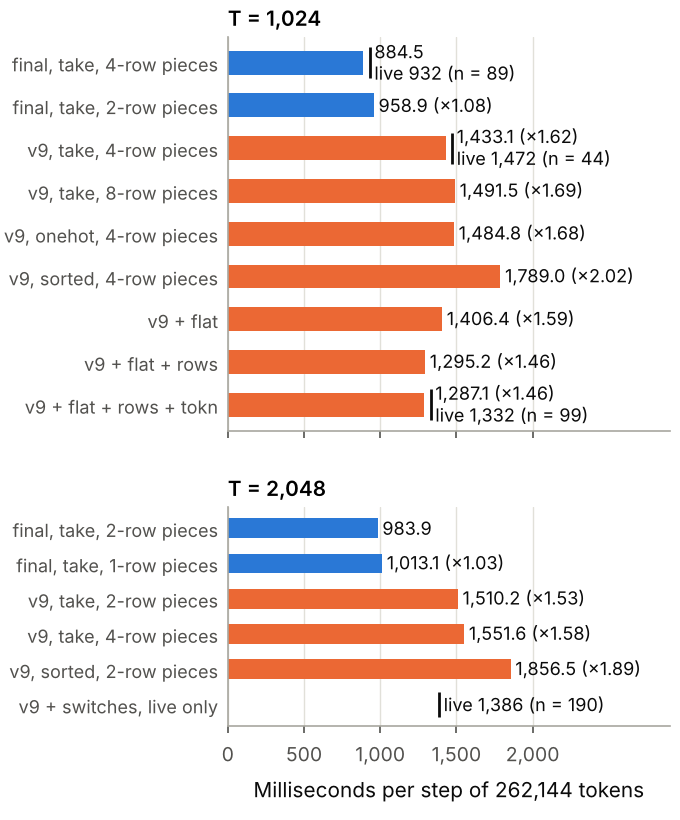 T = 1,024
final, take, 4-row pieces
884.5
live 932 (n = 89)
final, take, 2-row pieces
958.9 (×1.08)
v9, take, 4-row pieces
1,433.1 (×1.62)
live 1,472 (n = 44)
v9, take, 8-row pieces
1,491.5 (×1.69)
v9, onehot, 4-row pieces
1,484.8 (×1.68)
v9, sorted, 4-row pieces
1,789.0 (×2.02)
v9 + flat
1,406.4 (×1.59)
v9 + flat + rows
1,295.2 (×1.46)
v9 + flat + rows + tokn
1,287.1 (×1.46)
live 1,332 (n = 99)
T = 2,048
final, take, 2-row pieces
983.9
final, take, 1-row pieces
1,013.1 (×1.03)
v9, take, 2-row pieces
1,510.2 (×1.53)
v9, take, 4-row pieces
1,551.6 (×1.58)
v9, sorted, 2-row pieces
1,856.5 (×1.89)
v9 + switches, live only
live 1,386 (n = 190)
0 500 1,000 1,500 2,000
Milliseconds per step of 262,144 tokens